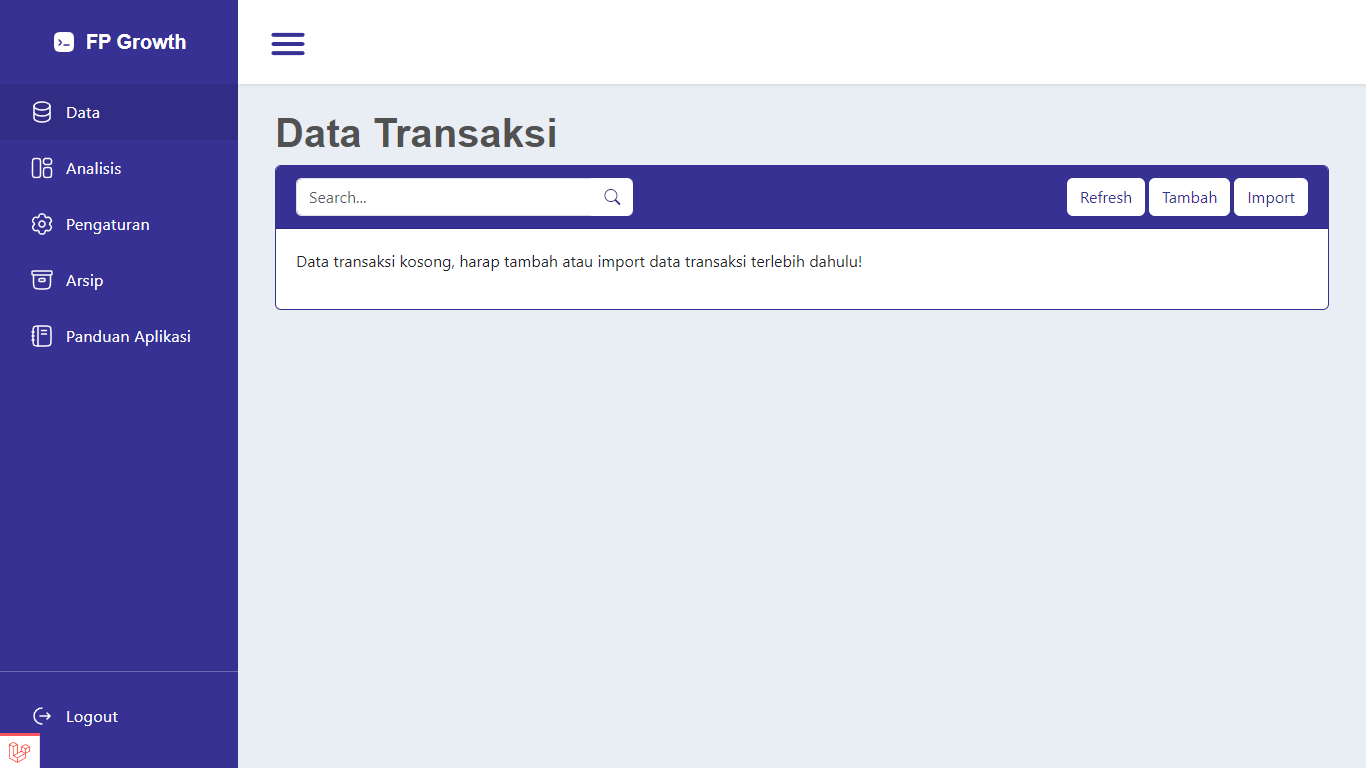 FP Growth
Data
Analisis
Pengaturan
Arsip
Panduan Aplikasi
Logout
Data Transaksi
Search...
Refresh Tambah Import
Data transaksi kosong, harap tambah atau import data transaksi terlebih dahulu!